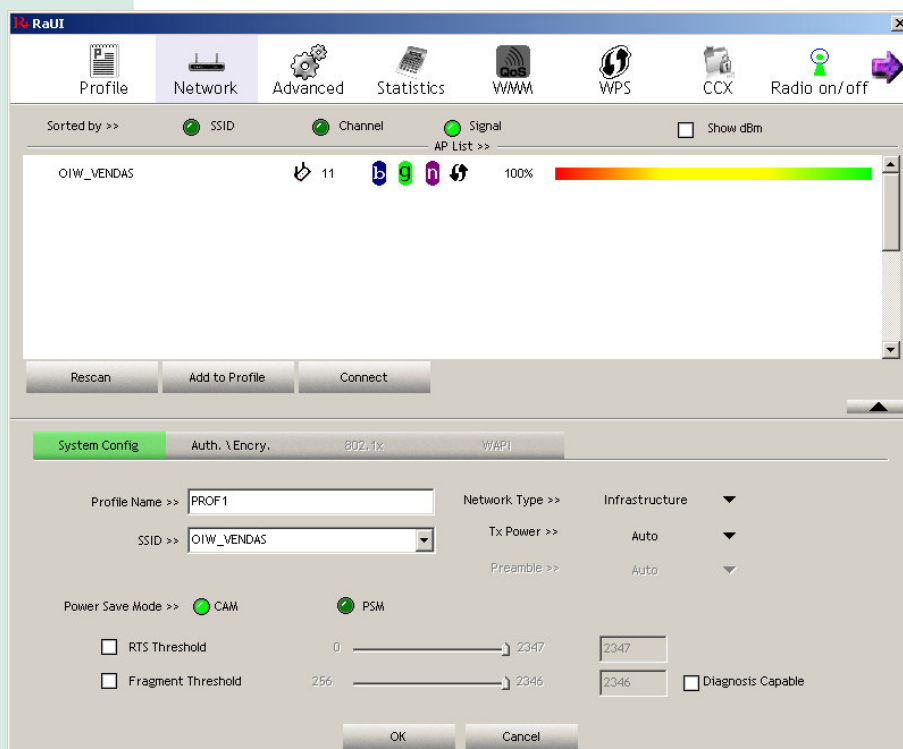 RaUI
Profile Network Advanced Statistics QoS WMM WPS CCX Radio on/off
Sorted by >> SSID Channel Signal Show dBm
AP List >>
OIW_VENDAS 11 b g n 100%
Rescan Add to Profile Connect
System Config Auth. \ Encry. 802.1x WAPI
Profile Name >> PROF1 Network Type >> Infrastructure
SSID >> OIW_VENDAS Tx Power >> Auto
Preamble >> Auto
Power Save Mode >> CAM PSM
RTS Threshold 0 2347 2347
Fragment Threshold 256 2346 2346 Diagnosis Capable
OK Cancel